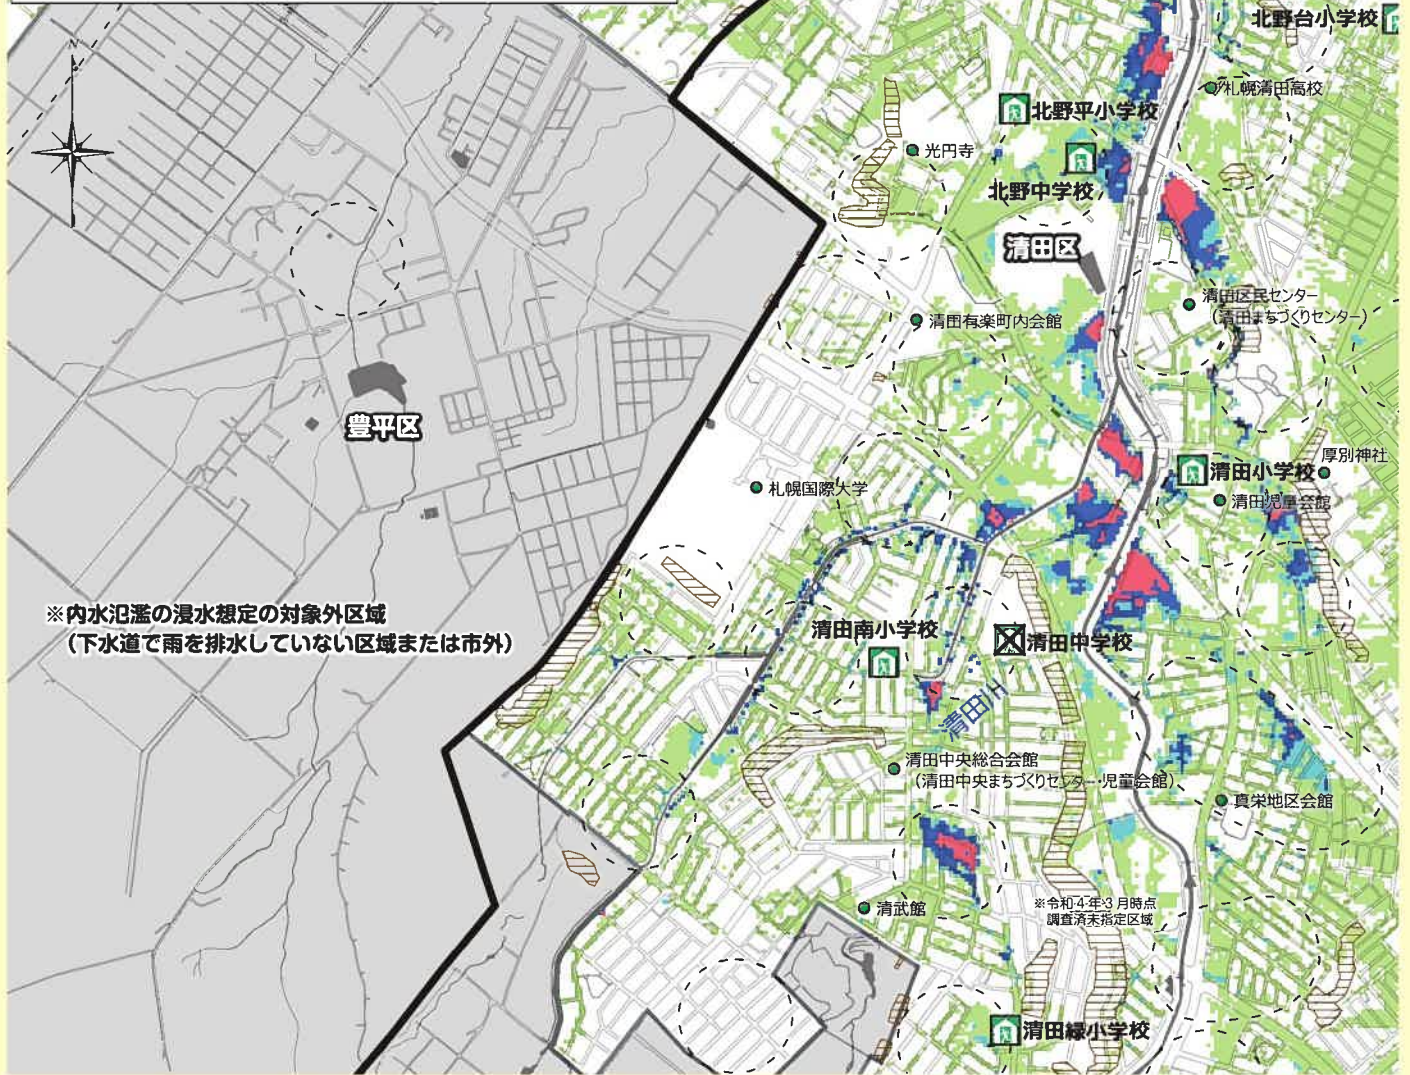 北野台小学校
N
札幌清田高校
北野平小学校
光円寺
北野中学校
清田区
清田区民センター
（清田まちづくりセンター）
清田有楽町内会館
豊平区
厚別神社
清田小学校
札幌国際大学
清田児童会館
※内水氾濫の浸水想定の対象外区域
（下水道で雨を排水していない区域または市外）
清田南小学校
清田中学校
清田川
清田中央総合会館
（清田中央まちづくりセンター・児童会館）
真栄地区会館
清武館
※令和4年3月時点
調査済未指定区域
清田緑小学校